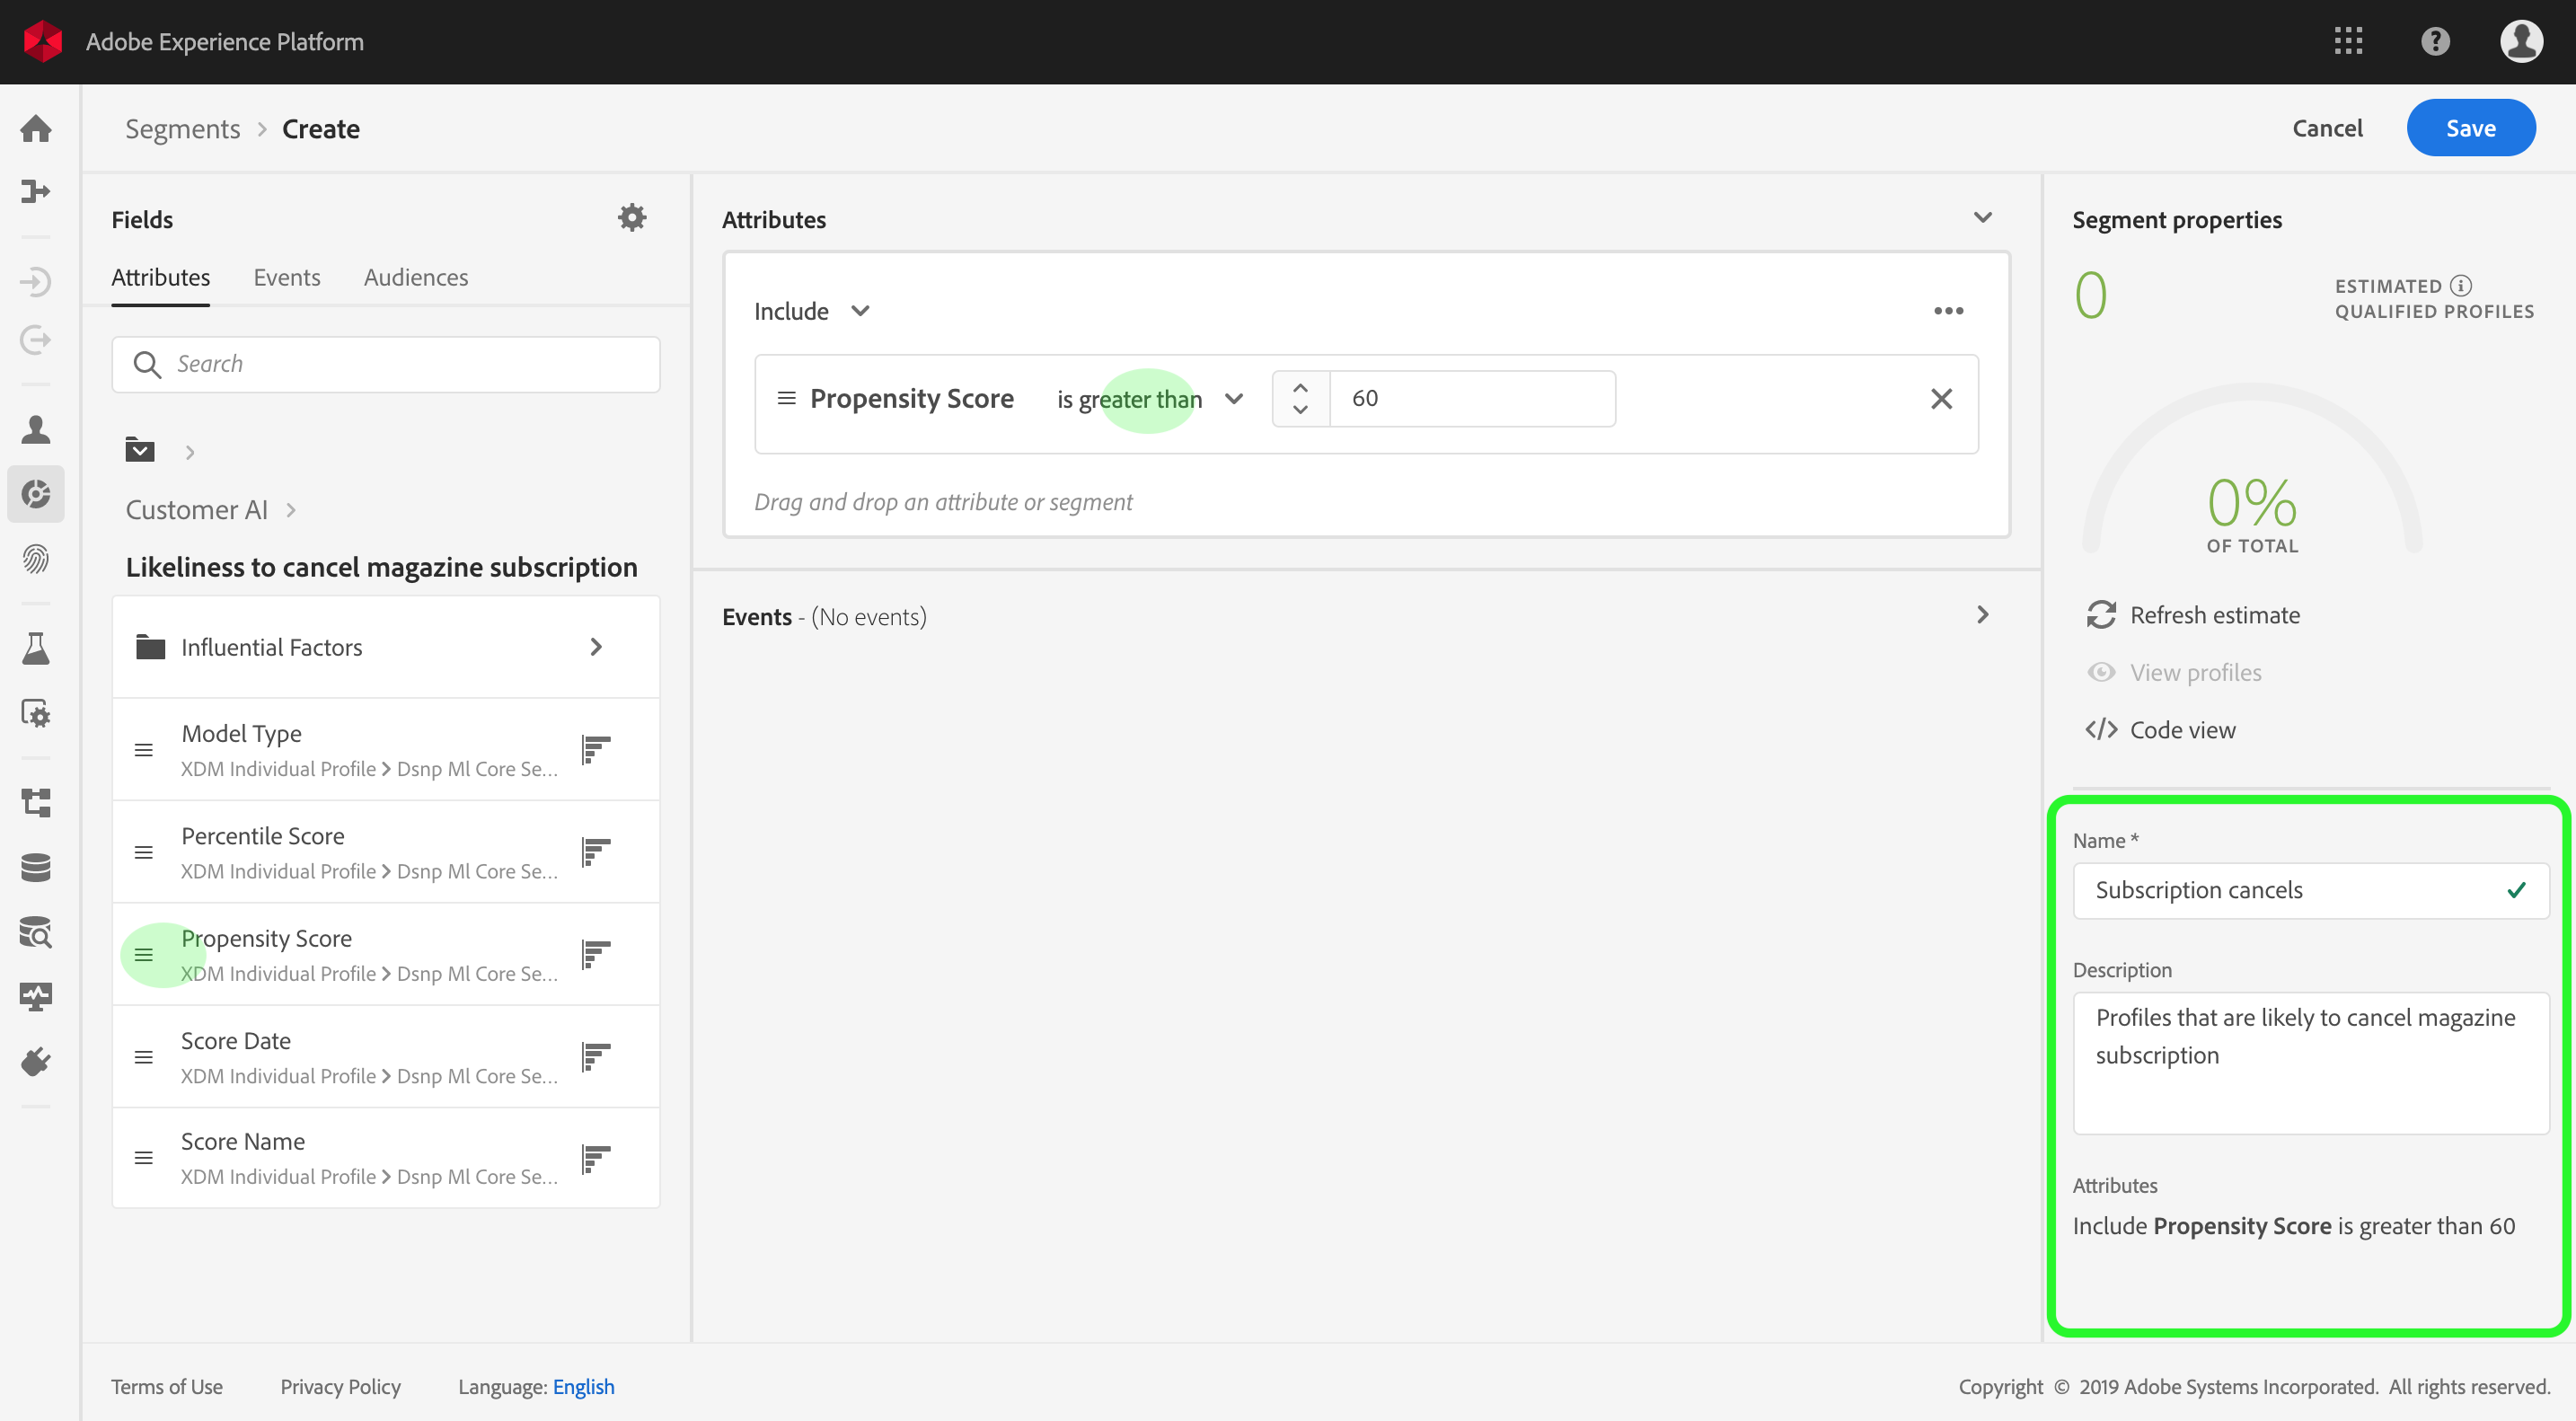 Adobe Experience Platform
Segments > Create
Cancel
Save
Fields
Attributes
Events
Audiences
Search
Customer AI
Likeliness to cancel magazine subscription
Influential Factors
Model Type
XDM Individual Profile > Dsnp Ml Core Se...
Percentile Score
XDM Individual Profile > Dsnp Ml Core Se...
Propensity Score
XDM Individual Profile > Dsnp Ml Core Se...
Score Date
XDM Individual Profile > Dsnp Ml Core Se...
Score Name
XDM Individual Profile > Dsnp Ml Core Se...
Attributes
Include
Propensity Score is greater than 60
Drag and drop an attribute or segment
Events - (No events)
Segment properties
0
ESTIMATED
QUALIFIED PROFILES
0%
OF TOTAL
Refresh estimate
View profiles
</> Code view
Name *
Subscription cancels
Description
Profiles that are likely to cancel magazine
subscription
Attributes
Include Propensity Score is greater than 60
Terms of Use
Privacy Policy
Language: English
Copyright © 2019 Adobe Systems Incorporated. All rights reserved.